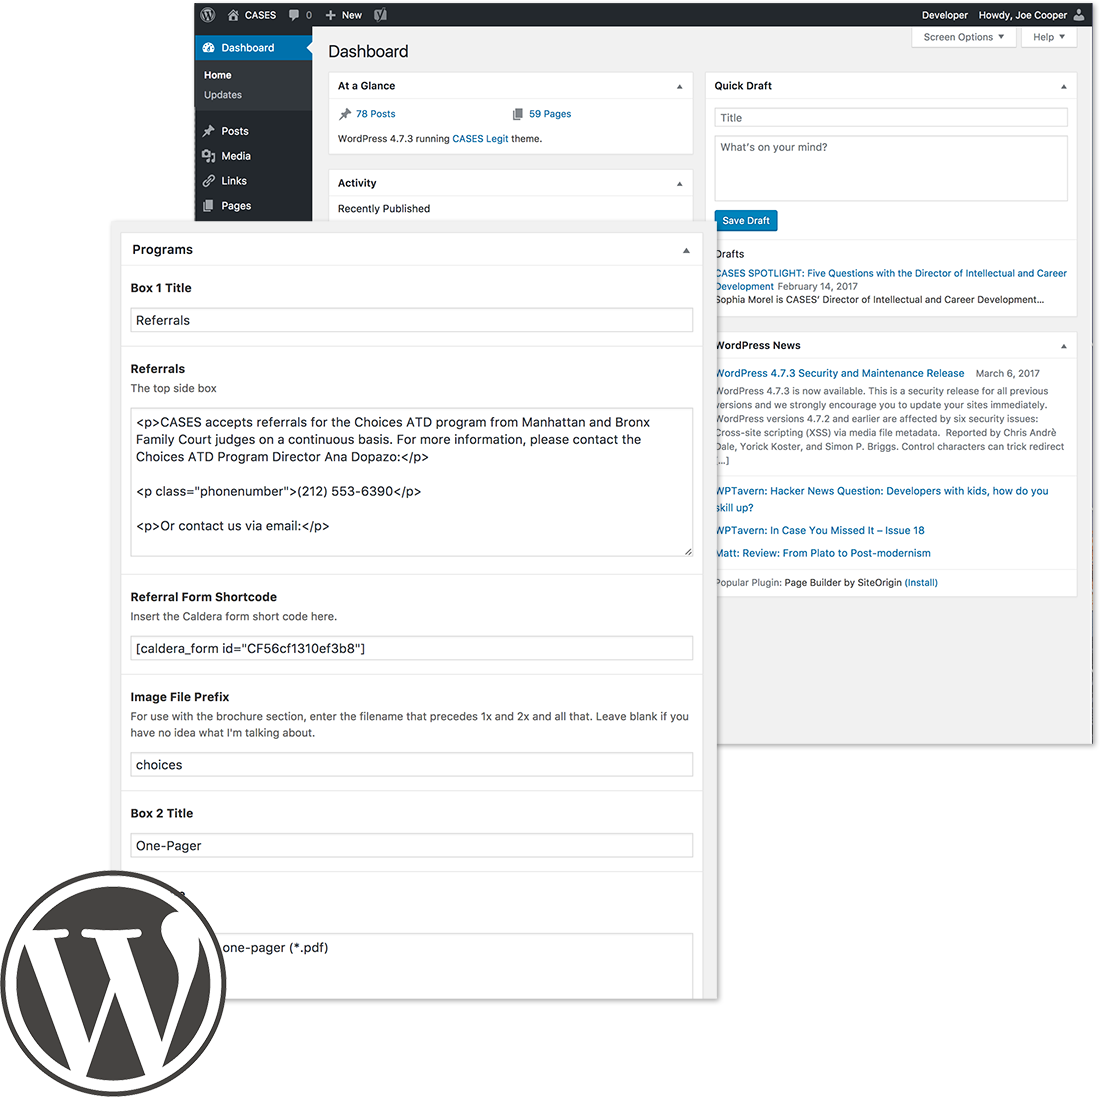 CASES 0 New
Developer Howdy, Joe Cooper
Dashboard
Home
Updates
Posts
Media
Links
Pages
Screen Options ▼ Help ▼
Dashboard
At a Glance
78 Posts 59 Pages
WordPress 4.7.3 running CASES Legit theme.
Activity
Recently Published
Quick Draft
Title
What's on your mind?
Save Draft
Drafts
CASES SPOTLIGHT: Five Questions with the Director of Intellectual and Career
Development February 14, 2017
Sophia Morel is CASES' Director of Intellectual and Career Development…
WordPress News
WordPress 4.7.3 Security and Maintenance Release March 6, 2017
WordPress 4.7.3 is now available. This is a security release for all previous
versions and we strongly encourage you to update your sites immediately.
WordPress versions 4.7.2 and earlier are affected by six security issues:
Cross-site scripting (XSS) via media file metadata. Reported by Chris Andrè
Dale, Yorick Koster, and Simon P. Briggs. Control characters can trick redirect
[…]
WPTavern: Hacker News Question: Developers with kids, how do you
skill up?
WPTavern: In Case You Missed It – Issue 18
Matt: Review: From Plato to Post-modernism
Popular Plugin: Page Builder by SiteOrigin (Install)
Programs
Box 1 Title
Referrals
Referrals
The top side box
<p>CASES accepts referrals for the Choices ATD program from Manhattan and Bronx
Family Court judges on a continuous basis. For more information, please contact the
Choices ATD Program Director Ana Dopazo:</p>
<p class="phonenumber">(212) 553-6390</p>
<p>Or contact us via email:</p>
Referral Form Shortcode
Insert the Caldera form short code here.
[caldera_form id="CF56cf1310ef3b8"]
Image File Prefix
For use with the brochure section, enter the filename that precedes 1x and 2x and all that. Leave blank if you
have no idea what I'm talking about.
choices
Box 2 Title
One-Pager
one-pager (*.pdf)